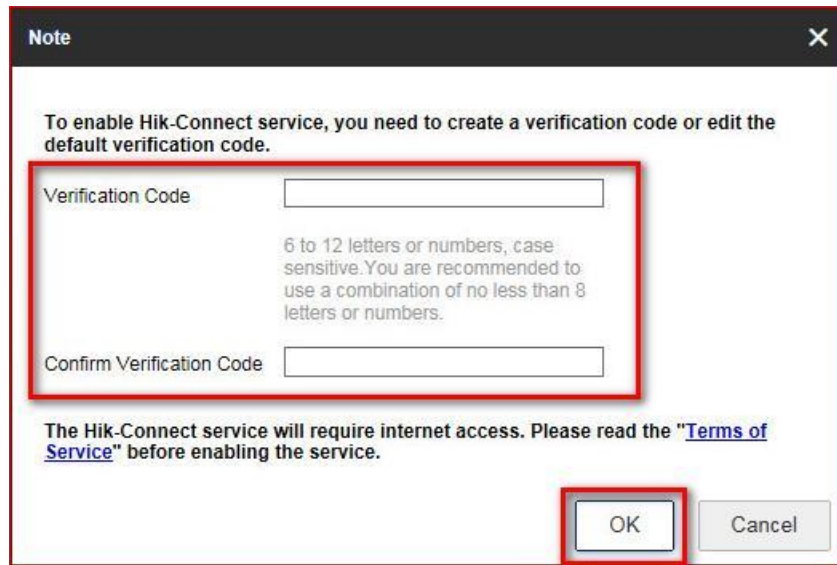 Note
To enable Hik-Connect service, you need to create a verification code or edit the
default verification code.
Verification Code
6 to 12 letters or numbers, case
sensitive.You are recommended to
use a combination of no less than 8
letters or numbers.
Confirm Verification Code
The Hik-Connect service will require internet access. Please read the "Terms of
Service" before enabling the service.
OK
Cancel